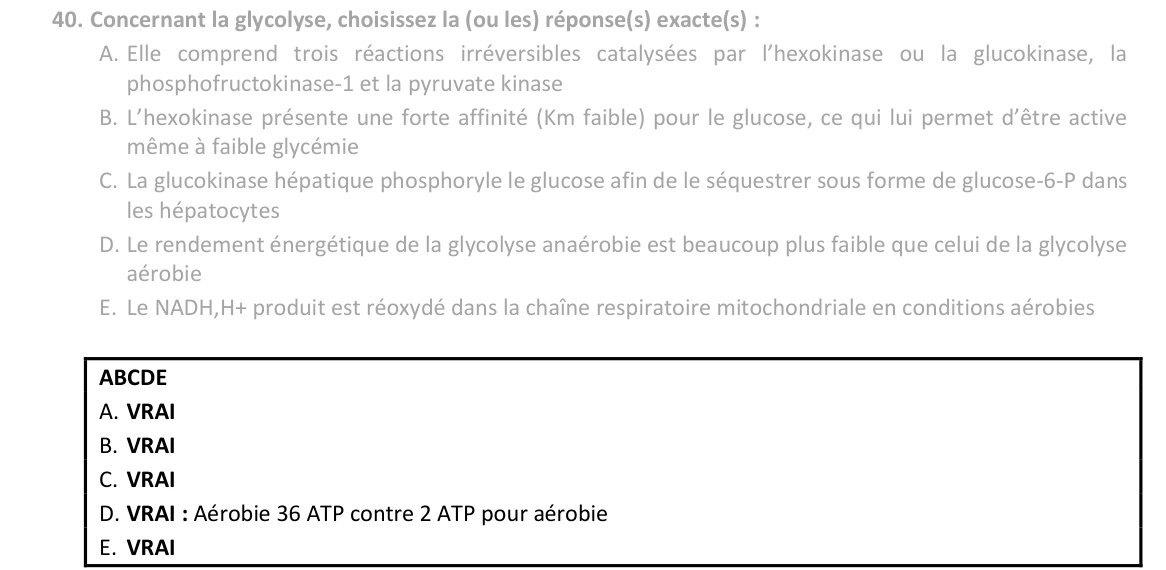 40. Concernant la glycolyse, choisissez la (ou les) réponse(s) exacte(s) :
A. Elle comprend trois réactions irréversibles catalysées par l’hexokinase ou la glucokinase, la
phosphofructokinase-1 et la pyruvate kinase
B. L’hexokinase présente une forte affinité (Km faible) pour le glucose, ce qui lui permet d’être active
même à faible glycémie
C. La glucokinase hépatique phosphoryle le glucose afin de le séquestrer sous forme de glucose-6-P dans
les hépatocytes
D. Le rendement énergétique de la glycolyse anaérobie est beaucoup plus faible que celui de la glycolyse
aérobie
E. Le NADH,H+ produit est réoxydé dans la chaîne respiratoire mitochondriale en conditions aérobies
ABCDE
A. VRAI
B. VRAI
C. VRAI
D. VRAI : Aérobie 36 ATP contre 2 ATP pour aérobie
E. VRAI